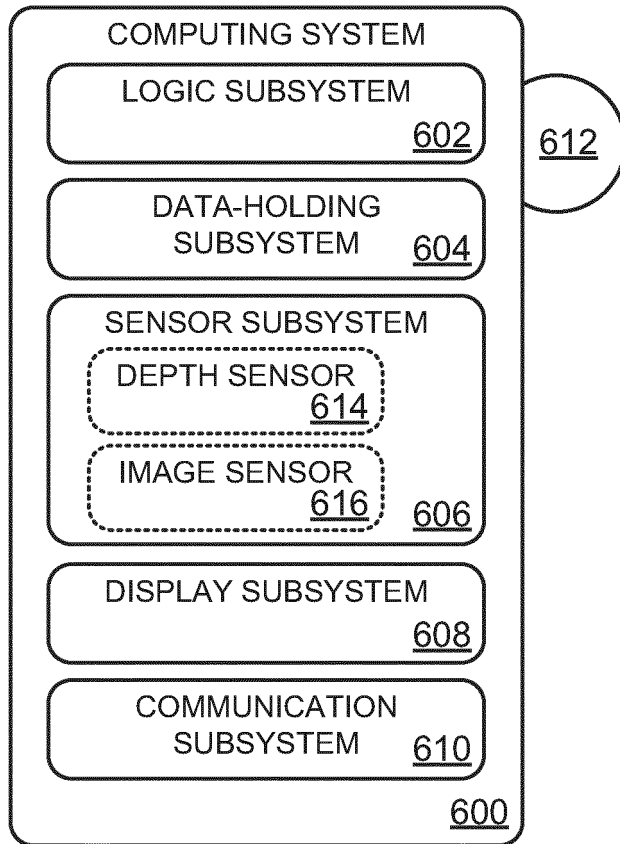 COMPUTING SYSTEM
LOGIC SUBSYSTEM
602
612
DATA-HOLDING
SUBSYSTEM
604
SENSOR SUBSYSTEM
DEPTH SENSOR
614
IMAGE SENSOR
616
606
DISPLAY SUBSYSTEM
608
COMMUNICATION
SUBSYSTEM
610
600